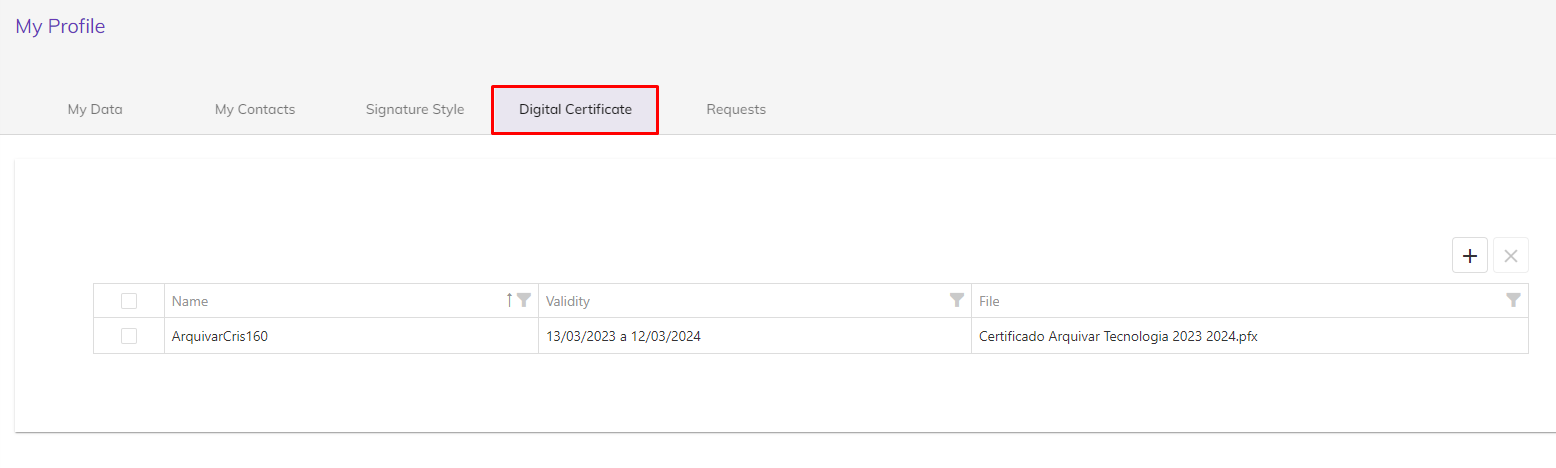 My Profile
My Data My Contacts Signature Style Digital Certificate Requests
Name Validity File
ArquivarCris160 13/03/2023 a 12/03/2024 Certificado Arquivar Tecnologia 2023 2024.pfx